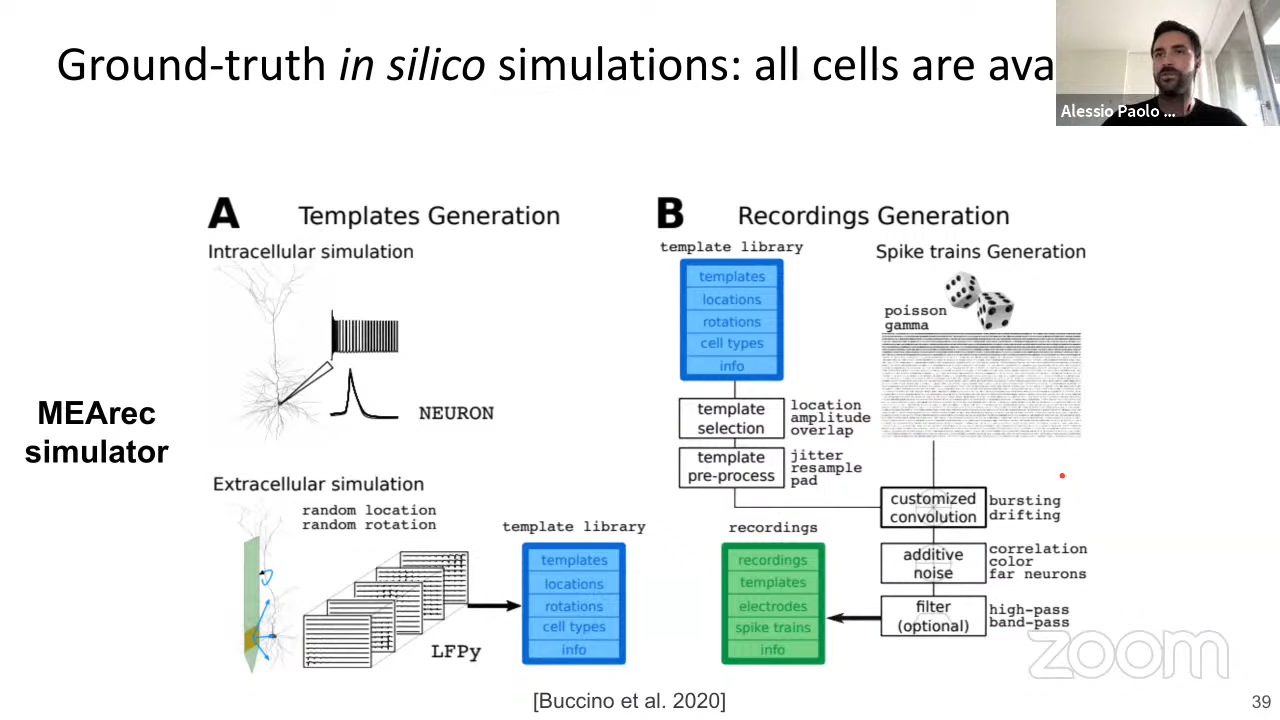 Ground-truth in silico simulations: all cells are ava
Alessio Paolo ...
MEArec
simulator
A
Templates Generation
Intracellular simulation
NEURON
Extracellular simulation
random location
random rotation
LFPy
template library
templates
locations
rotations
cell types
info
B
Recordings Generation
template library
templates
locations
rotations
cell types
info
template
selection
location
amplitude
overlap
template
pre-process
jitter
resample
pad
Spike trains Generation
poisson
gamma
customized
convolution
bursting
drifting
additive
noise
correlation
color
far neurons
filter
(optional)
high-pass
band-pass
recordings
recordings
templates
electrodes
spike trains
info
zoom
[Buccino et al. 2020]
39